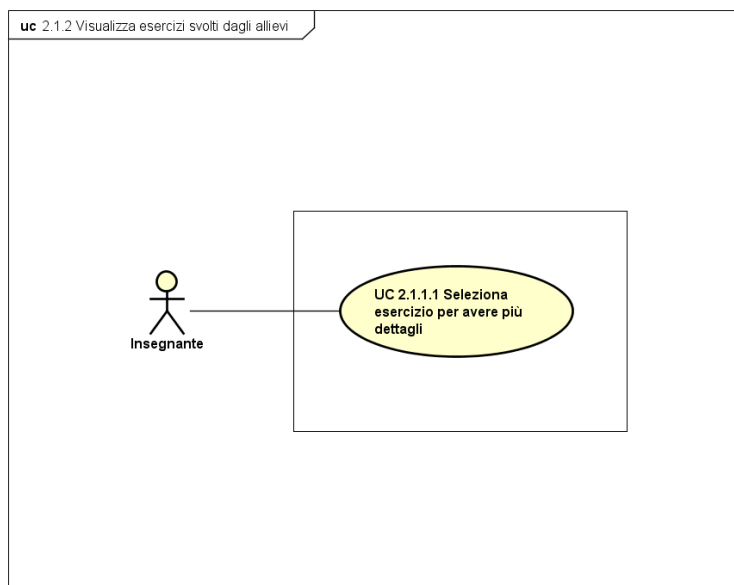 uc 2.1.2 Visualizza esercizi svolti dagli allievi
UC 2.1.1.1 Seleziona
esercizio per avere più
dettagli
Insegnante